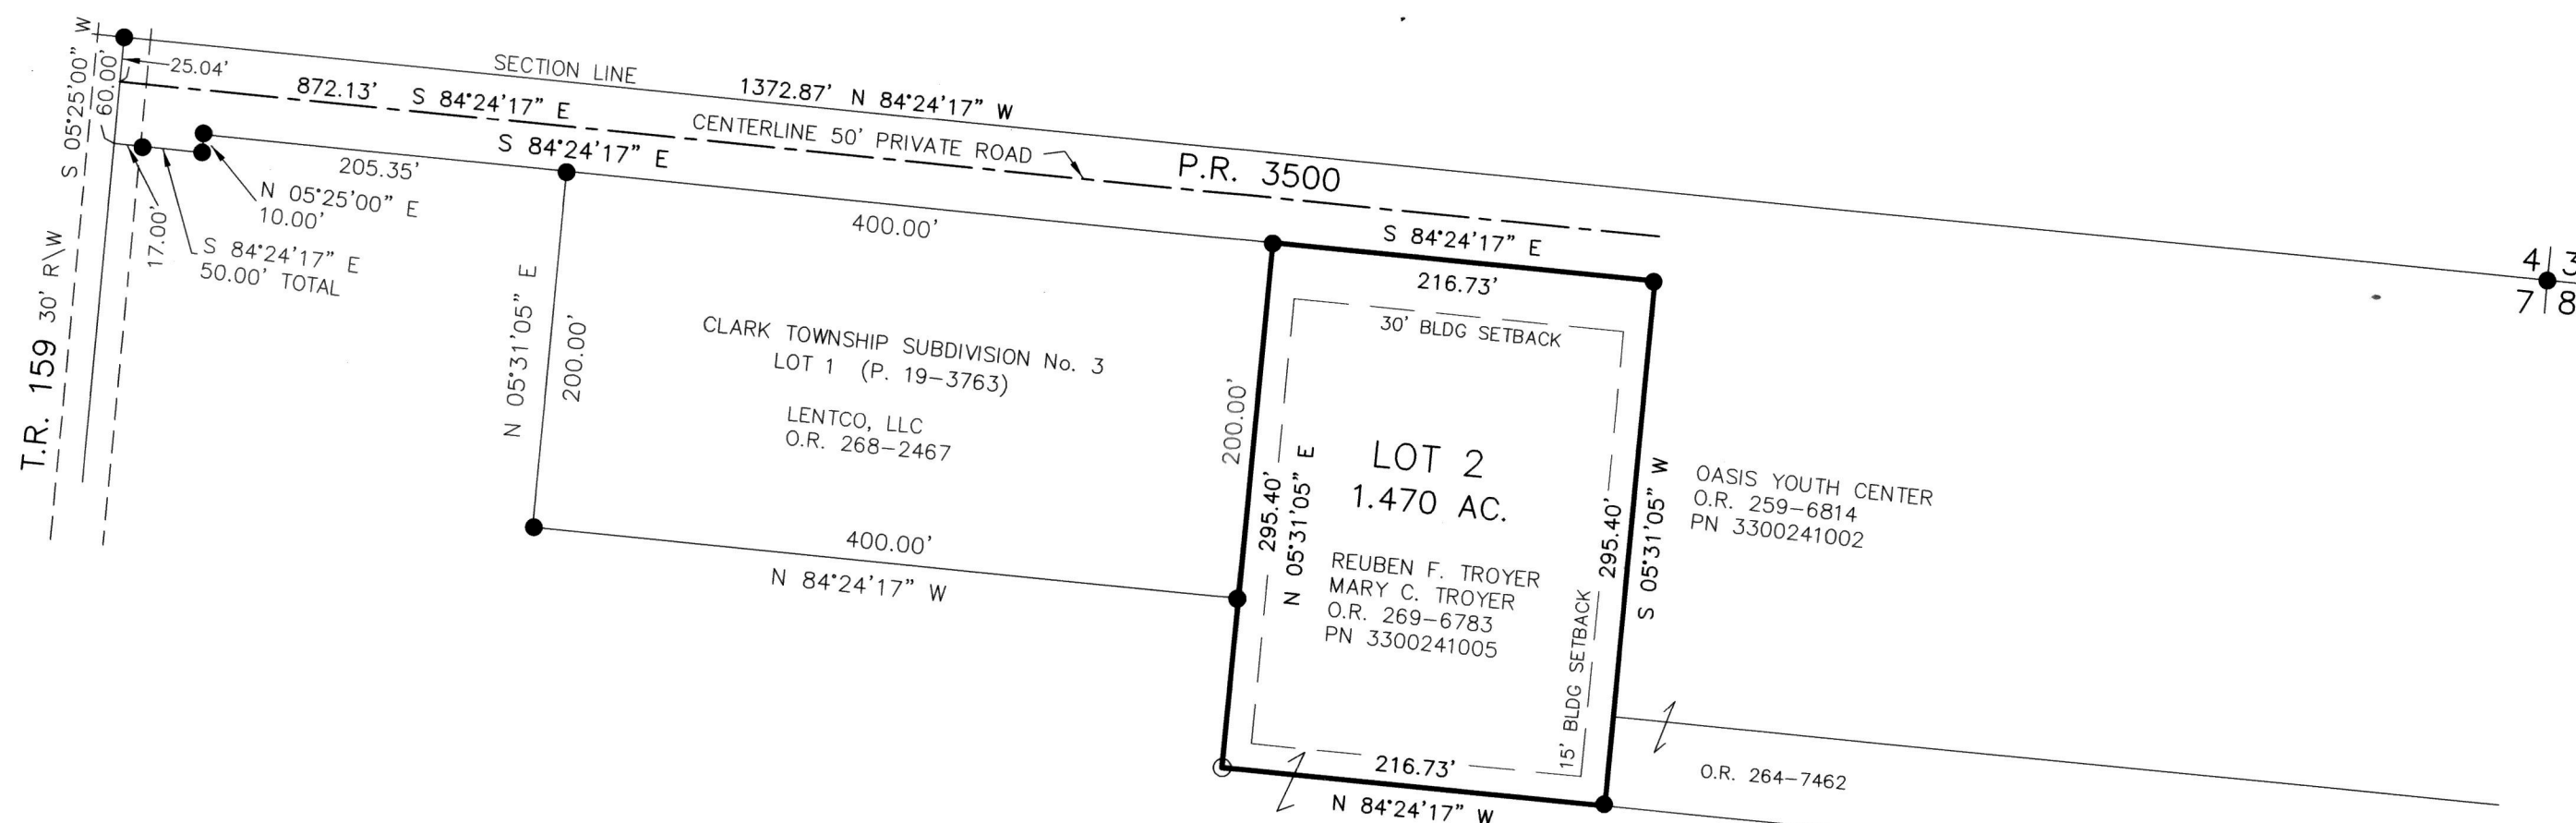 S 05°25'00" W
60.00'
25.04'
SECTION LINE
872.13' S 84°24'17" E
1372.87' N 84°24'17" W
CENTERLINE 50' PRIVATE ROAD
S 84°24'17" E
P.R. 3500
205.35'
N 05°25'00" E
10.00'
17.00'
S 84°24'17" E
50.00' TOTAL
T.R. 159 30' R\W
400.00'
N 05°31'05" E
200.00'
CLARK TOWNSHIP SUBDIVISION No. 3
LOT 1 (P. 19-3763)
LENTCO, LLC
O.R. 268-2467
400.00'
N 84°24'17" W
S 84°24'17" E
216.73'
30' BLDG SETBACK
200.00'
295.40'
N 05°31'05" E
LOT 2
1.470 AC.
REUBEN F. TROYER
MARY C. TROYER
O.R. 269-6783
PN 3300241005
295.40'
S 05°31'05" W
15' BLDG SETBACK
216.73'
N 84°24'17" W
OASIS YOUTH CENTER
O.R. 259-6814
PN 3300241002
O.R. 264-7462
4 3
7 8